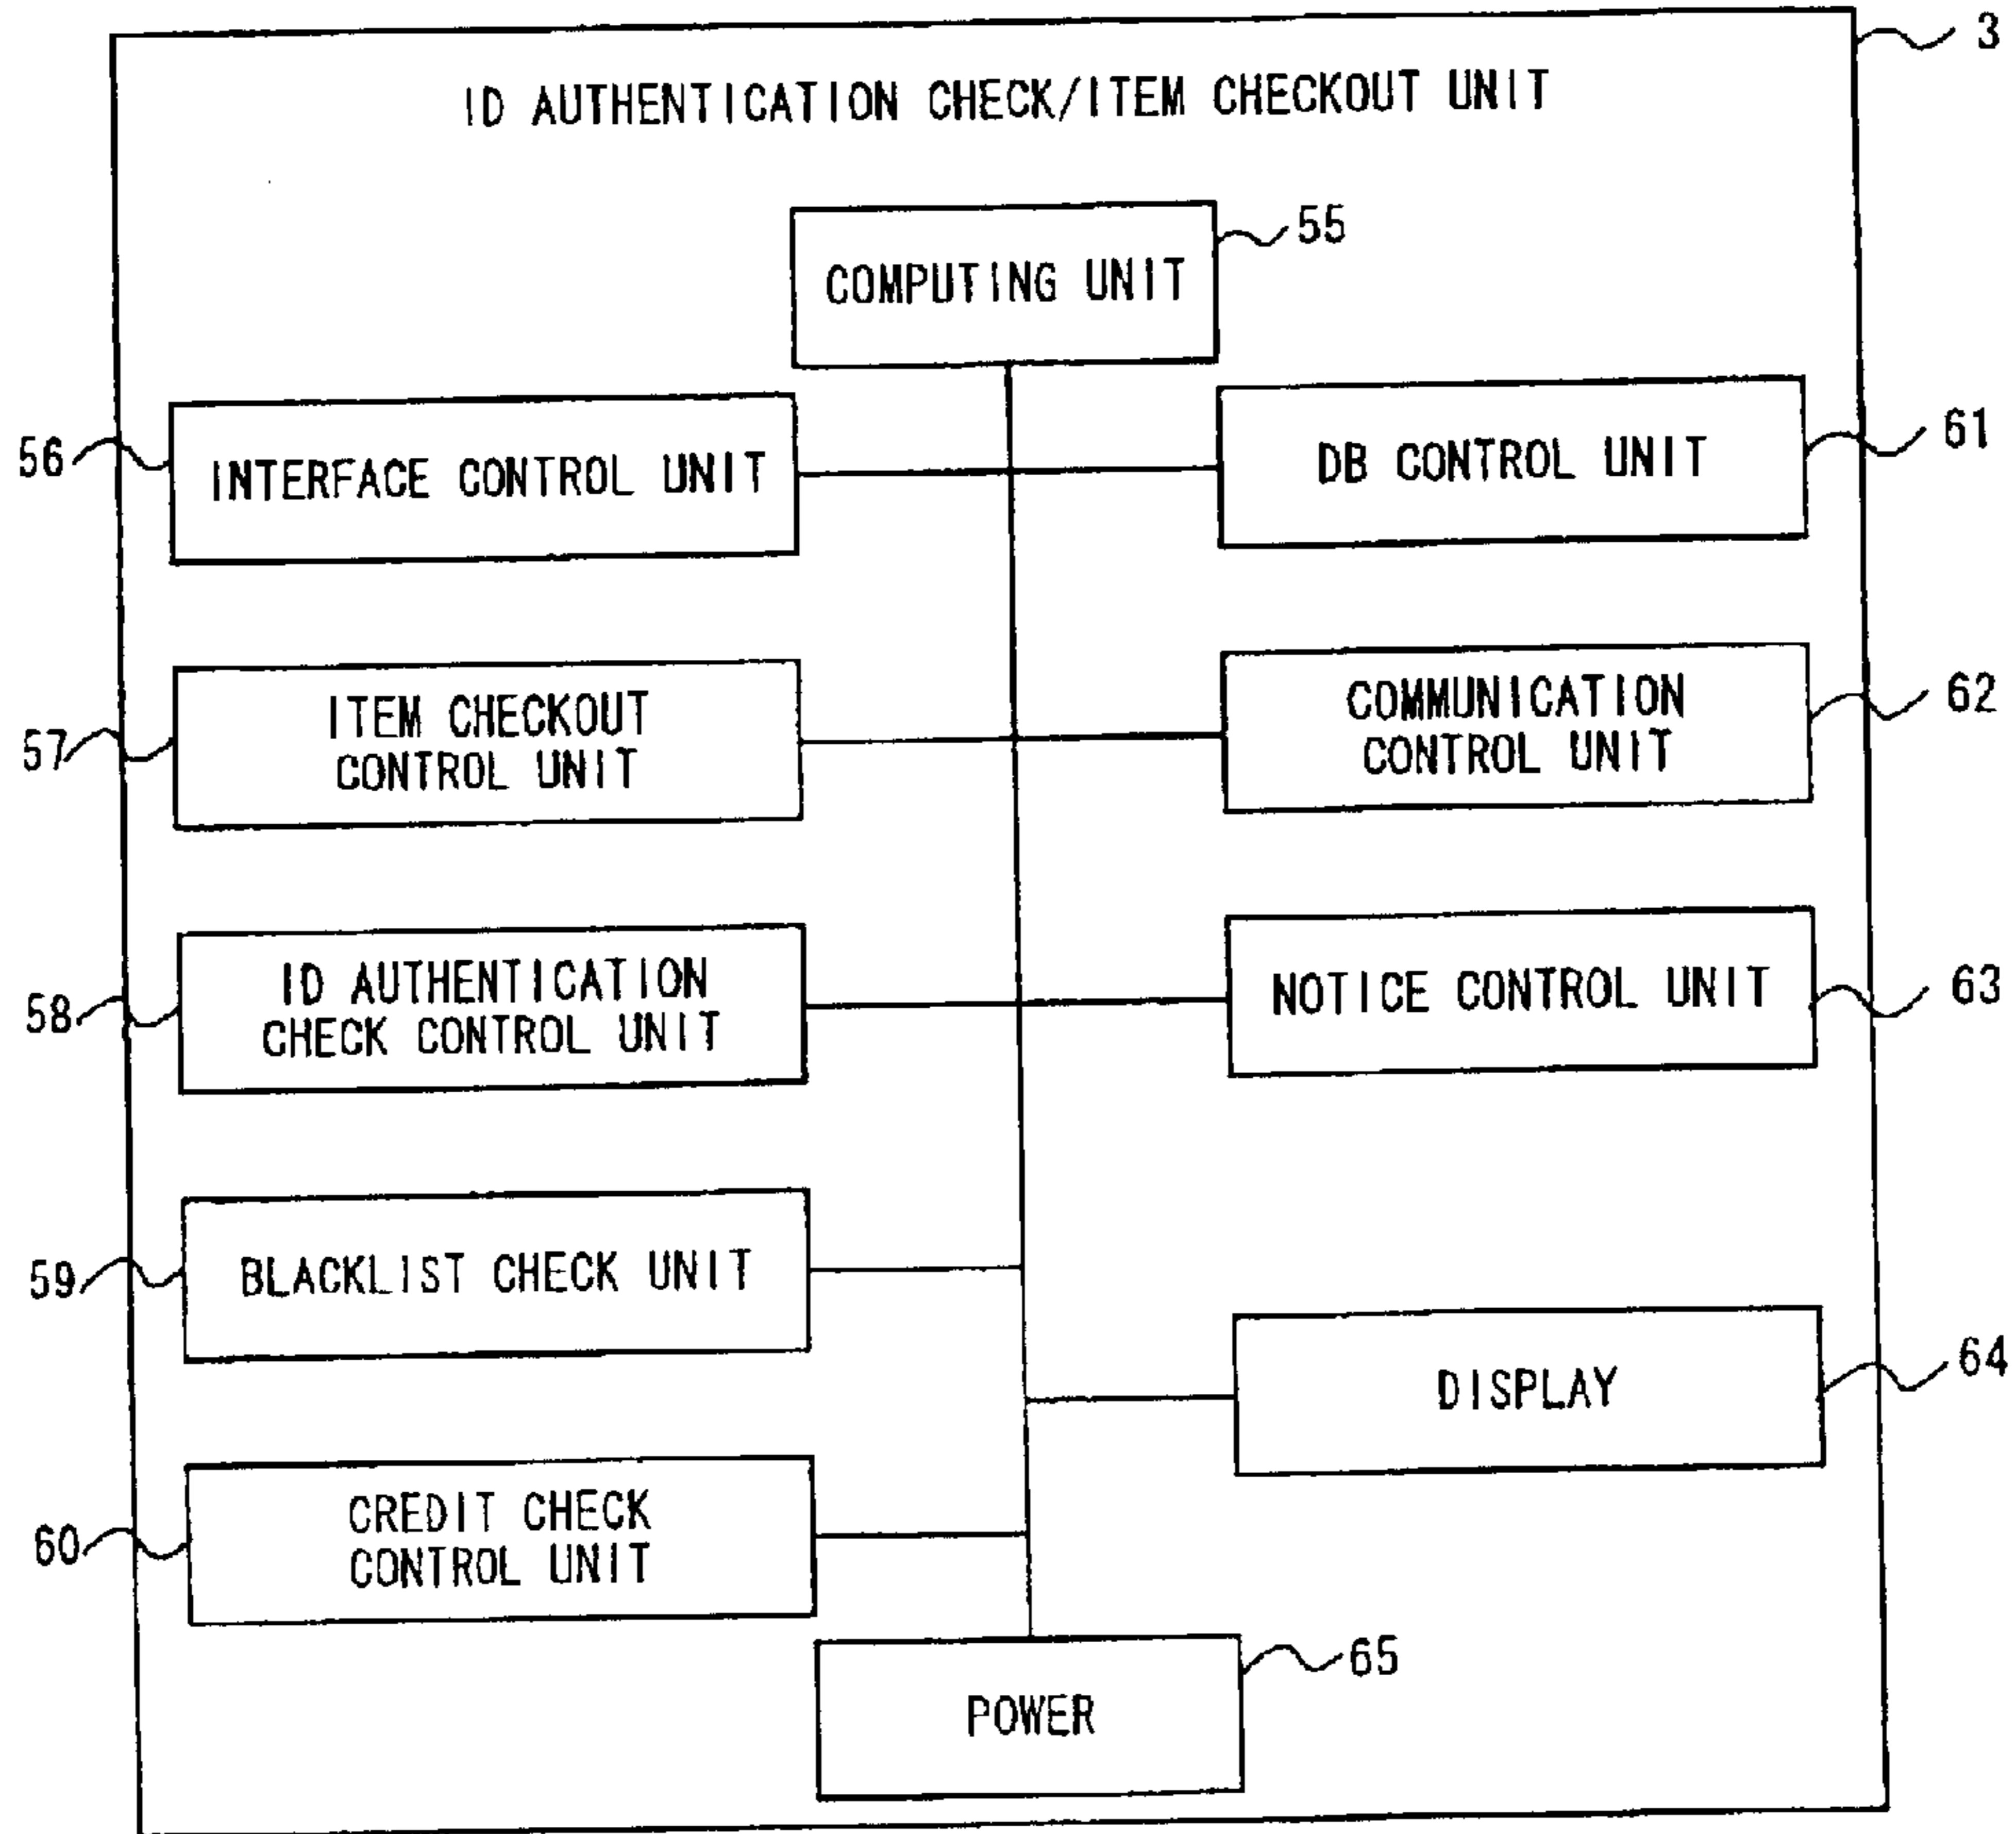 3
ID AUTHENTICATION CHECK/ITEM CHECKOUT UNIT
55
COMPUTING UNIT
56
INTERFACE CONTROL UNIT
61
DB CONTROL UNIT
57
ITEM CHECKOUT
CONTROL UNIT
62
COMMUNICATION
CONTROL UNIT
58
ID AUTHENTICATION
CHECK CONTROL UNIT
63
NOTICE CONTROL UNIT
59
BLACKLIST CHECK UNIT
64
DISPLAY
60
CREDIT CHECK
CONTROL UNIT
65
POWER